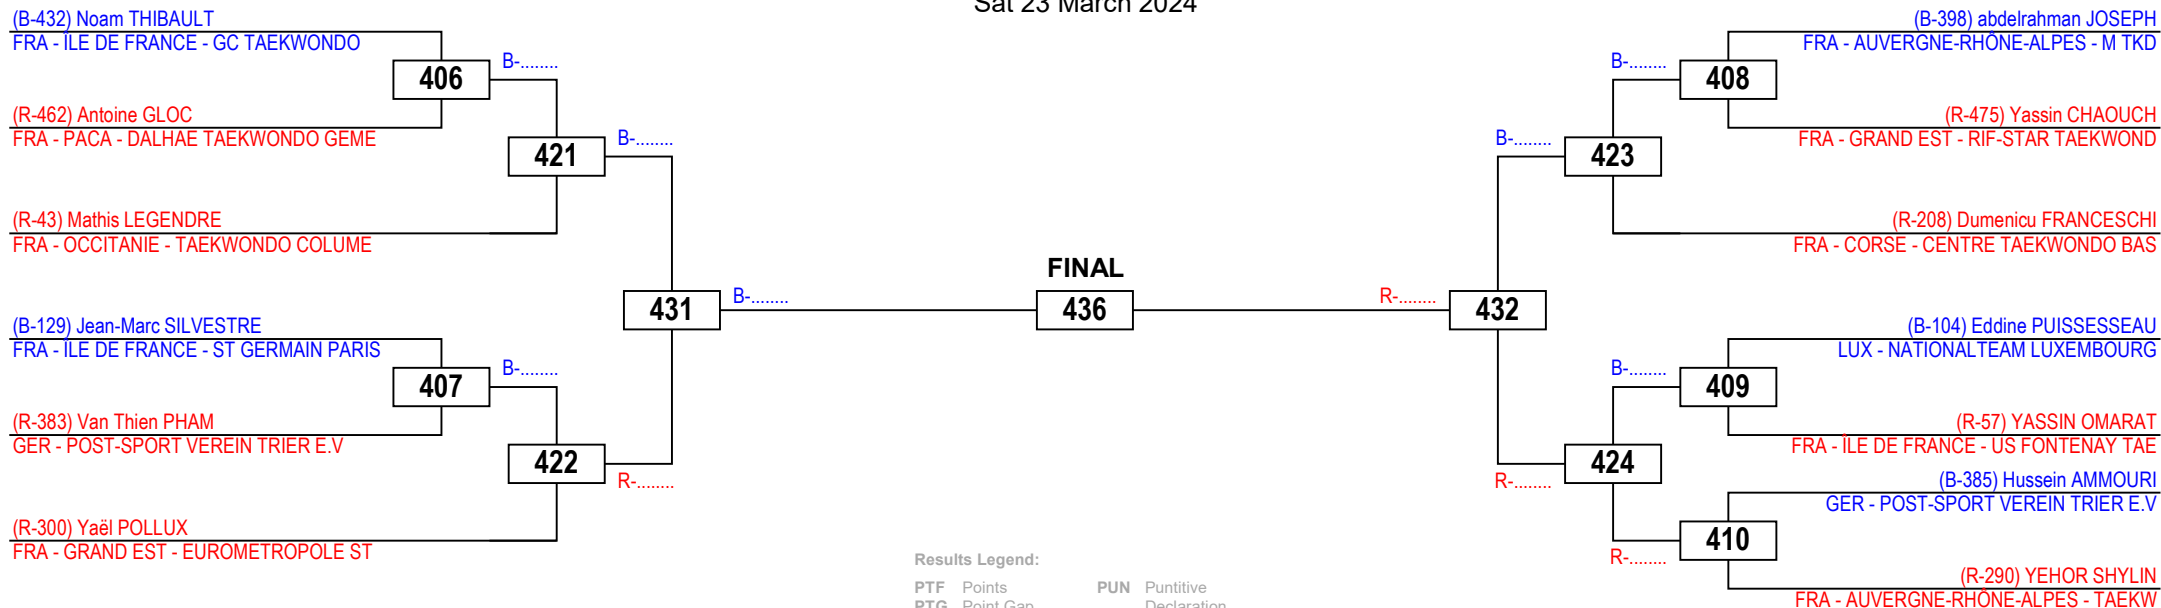 Sat 23 March 2024
(B-432) Noam THIBAULT
FRA - ÎLE DE FRANCE - GC TAEKWONDO
406
B-........
(R-462) Antoine GLOC
FRA - PACA - DALHAE TAEKWONDO GEME
421
B-........
(R-43) Mathis LEGENDRE
FRA - OCCITANIE - TAEKWONDO COLUME
431
B-........
(B-129) Jean-Marc SILVESTRE
FRA - ÎLE DE FRANCE - ST GERMAIN PARIS
407
B-........
(R-383) Van Thien PHAM
GER - POST-SPORT VEREIN TRIER E.V
422
R-........
(R-300) Yaël POLLUX
FRA - GRAND EST - EUROMETROPOLE ST
FINAL
436
(B-398) abdelrahman JOSEPH
FRA - AUVERGNE-RHÔNE-ALPES - M TKD
B-........
408
(R-475) Yassin CHAOUCH
FRA - GRAND EST - RIF-STAR TAEKWOND
B-........
423
(R-208) Dumenicu FRANCESCHI
FRA - CORSE - CENTRE TAEKWONDO BAS
R-........
432
(B-104) Eddine PUISSESSEAU
LUX - NATIONALTEAM LUXEMBOURG
B-........
409
(R-57) YASSIN OMARAT
FRA - ÎLE DE FRANCE - US FONTENAY TAE
R-........
424
(B-385) Hussein AMMOURI
GER - POST-SPORT VEREIN TRIER E.V
R-........
410
(R-290) YEHOR SHYLIN
FRA - AUVERGNE-RHÔNE-ALPES - TAEKW
Results Legend:
PTF Points PUN Puntitive
PTG Point Gap Declaration